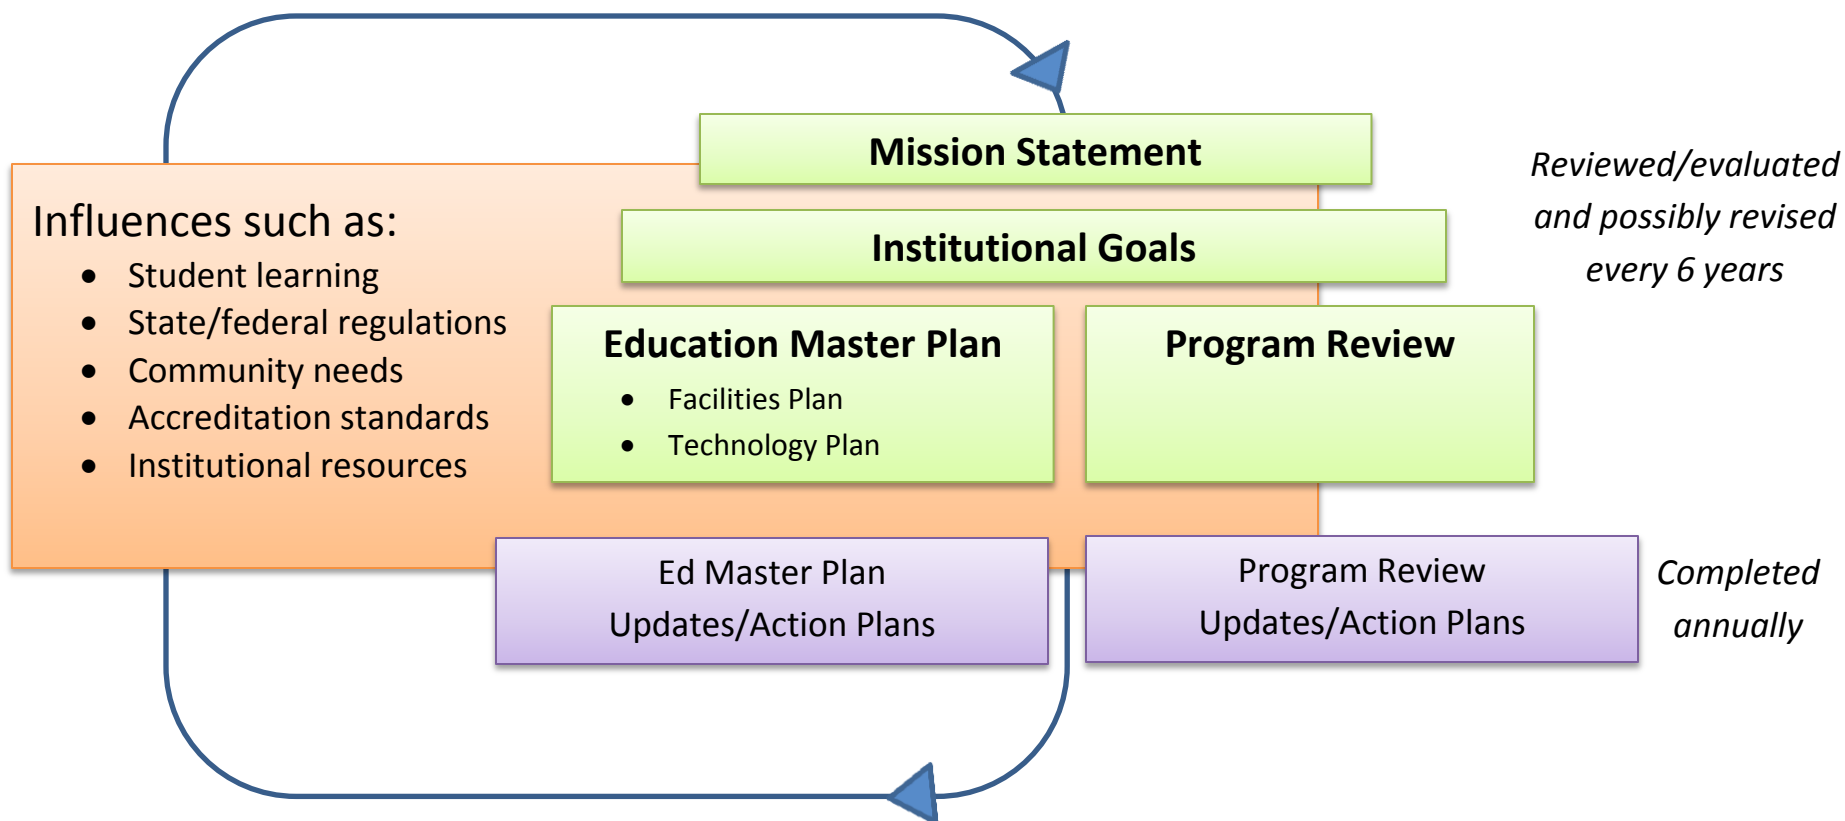 Mission Statement
Reviewed/evaluated
and possibly revised
every 6 years
Influences such as:
• Student learning
• State/federal regulations
• Community needs
• Accreditation standards
• Institutional resources
Institutional Goals
Education Master Plan
• Facilities Plan
• Technology Plan
Program Review
Ed Master Plan
Updates/Action Plans
Program Review
Updates/Action Plans
Completed
annually